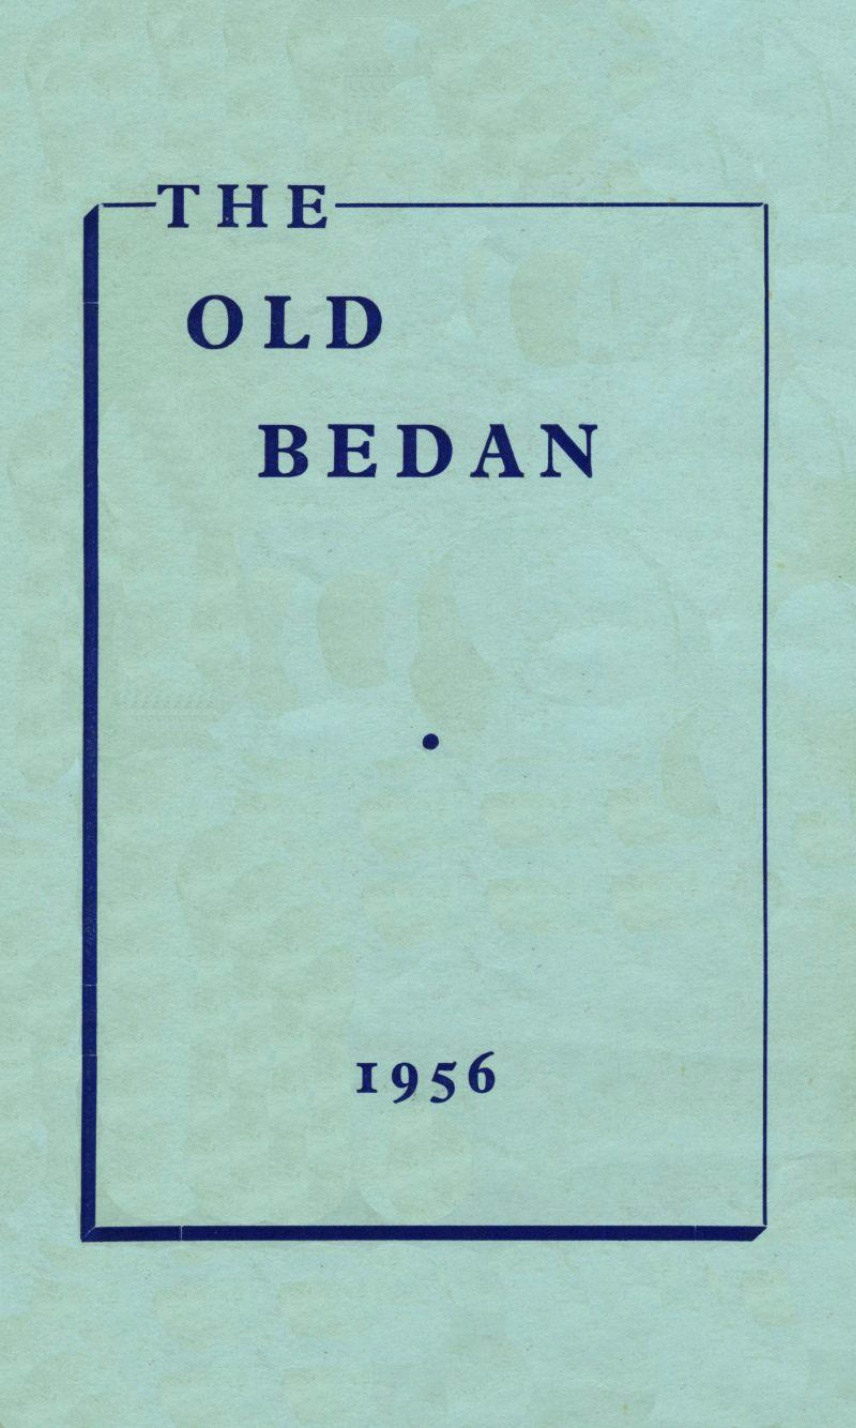 THE
OLD
BEDAN
1956